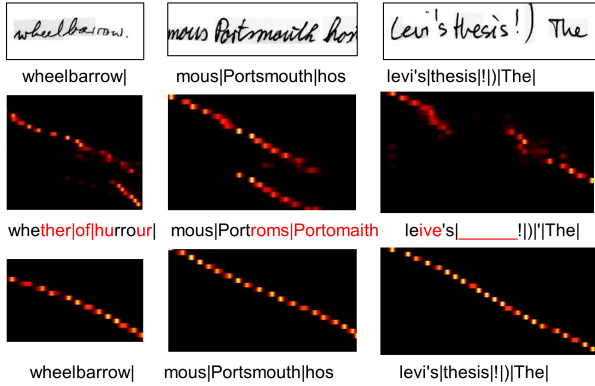 wheelbarrow. mous Portsmouth hos Levi's thesis!) The
wheelbarrow| mous|Portsmouth|hos levi's|thesis|!|)|The|
whether|of|hurrour| mous|Portroms|Portomaith leive's|______!|)|'|The|
wheelbarrow| mous|Portsmouth|hos levi's|thesis|!|)|The|